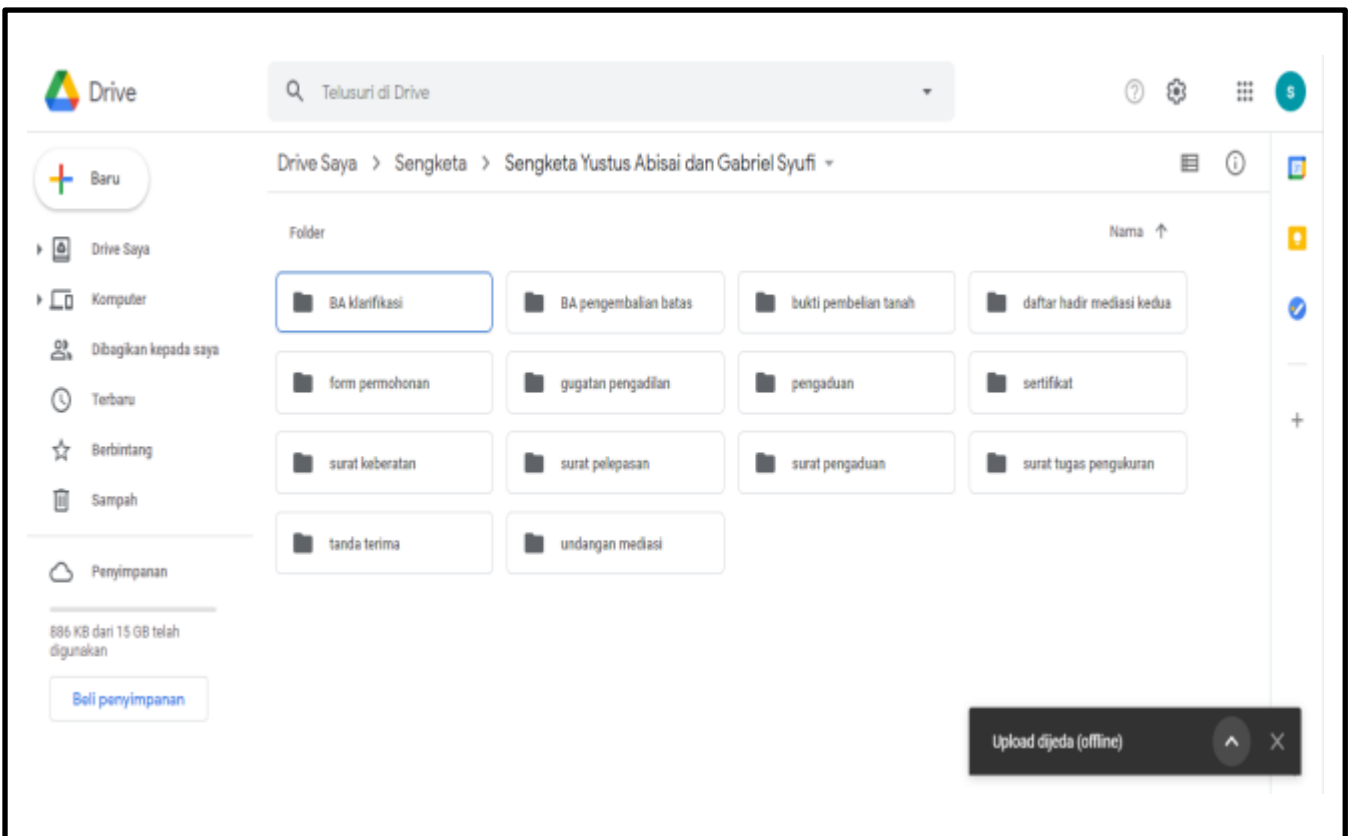 Drive
Telusuri di Drive
S
Baru
Drive Saya > Sengketa > Sengketa Yustus Abisai dan Gabriel Syufi
Drive Saya
Komputer
Dibagikan kepada saya
Terbaru
Berbintang
Sampah
Penyimpanan
886 KB dari 15 GB telah
digunakan
Beli penyimpanan
Folder
Nama
BA klarifikasi
BA pengembalian batas
bukti pembelian tanah
daftar hadir mediasi kedua
form permohonan
gugatan pengadilan
pengaduan
sertifikat
surat keberatan
surat pelepasan
surat pengaduan
surat tugas pengukuran
tanda terima
undangan mediasi
Upload dijeda (offline)